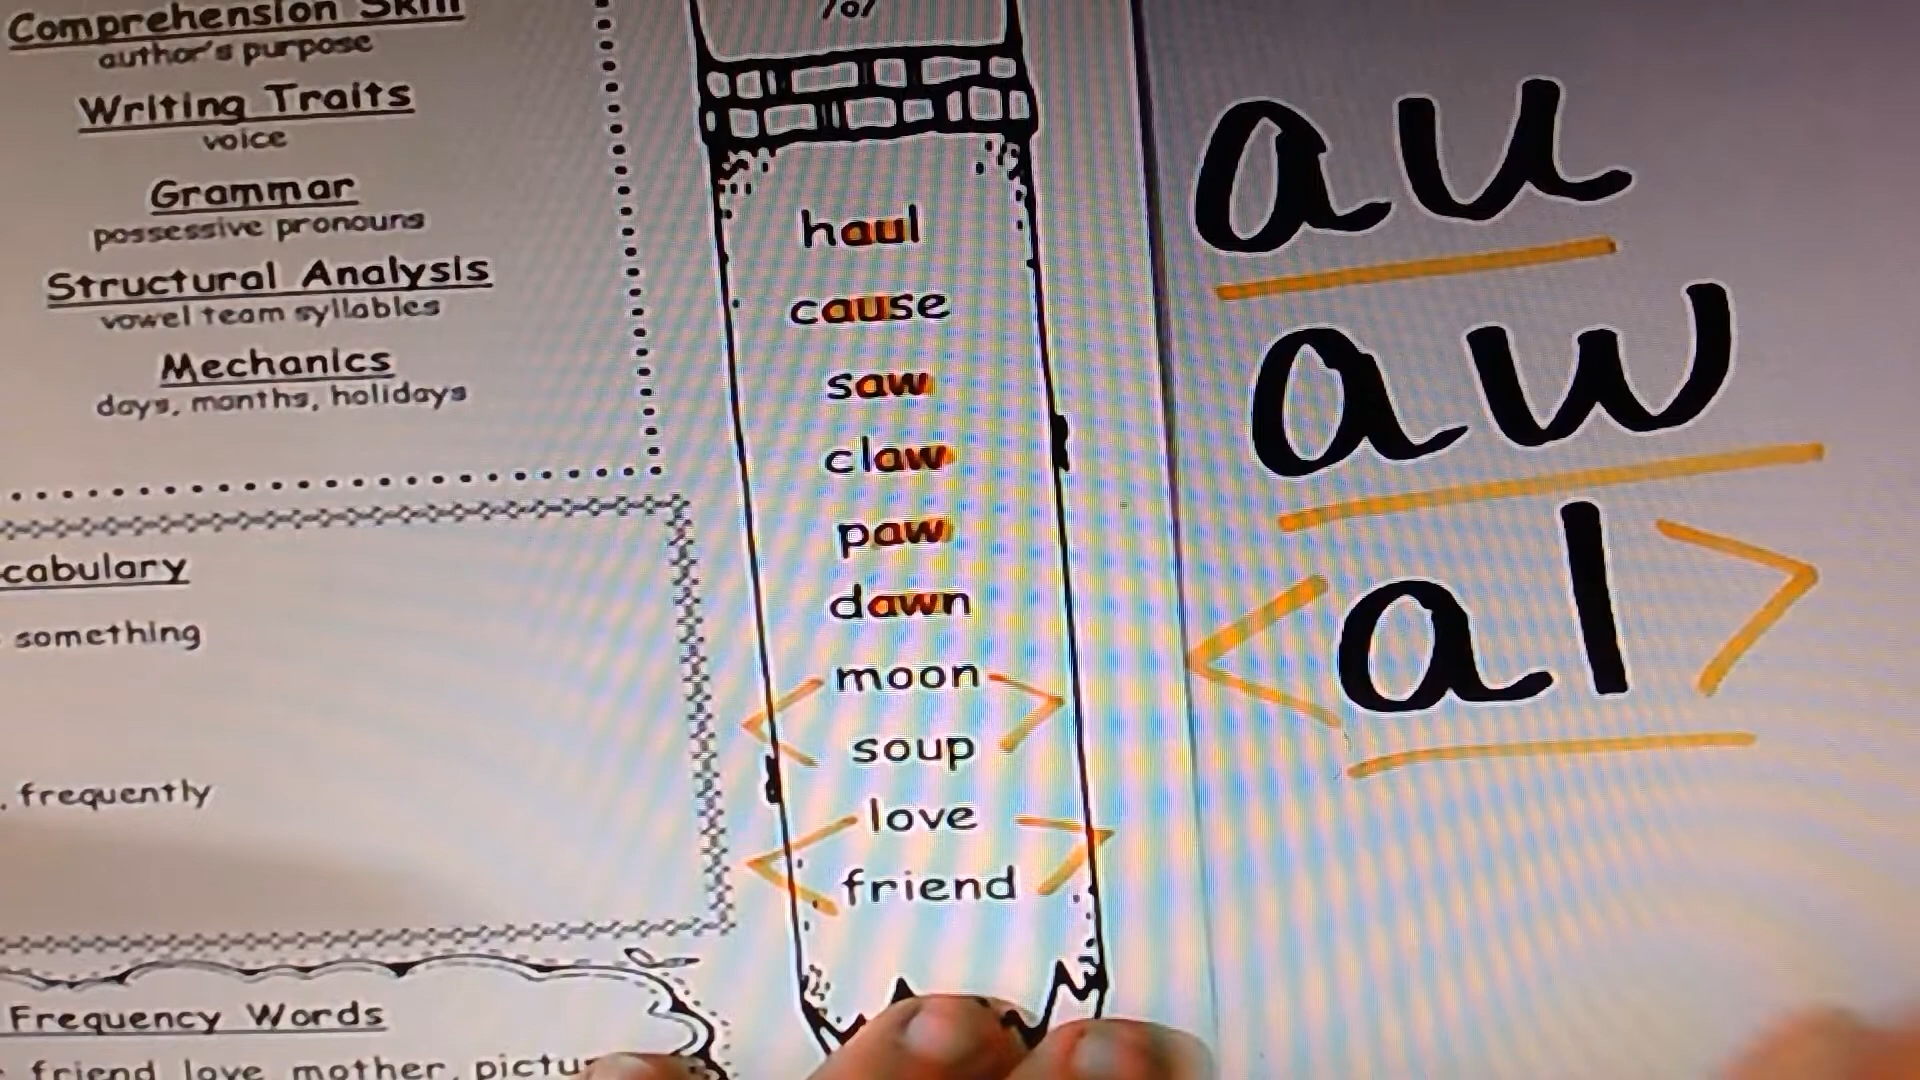 Comprehension Skill
author's purpose
Writing Traits
voice
Grammar
possessive pronouns
Structural Analysis
vowel team syllables
Mechanics
days, months, holidays
cabulary
something
, frequently
Frequency Words
friend, love, mother, pictu
/o/
haul
cause
saw
claw
paw
dawn
moon
soup
love
friend
au
aw
al